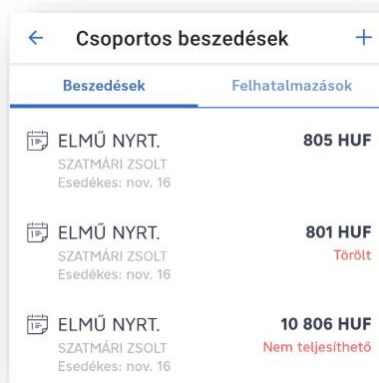 Csoportos beszedések
Beszedések
Felhatalmazások
ELMŰ NYRT.
805 HUF
SZATMÁRI ZSOLT
Esedékes: nov. 16
ELMŰ NYRT.
801 HUF
SZATMÁRI ZSOLT
Törölt
Esedékes: nov. 16
ELMŰ NYRT.
10 806 HUF
SZATMÁRI ZSOLT
Nem teljesíthető
Esedékes: nov. 16